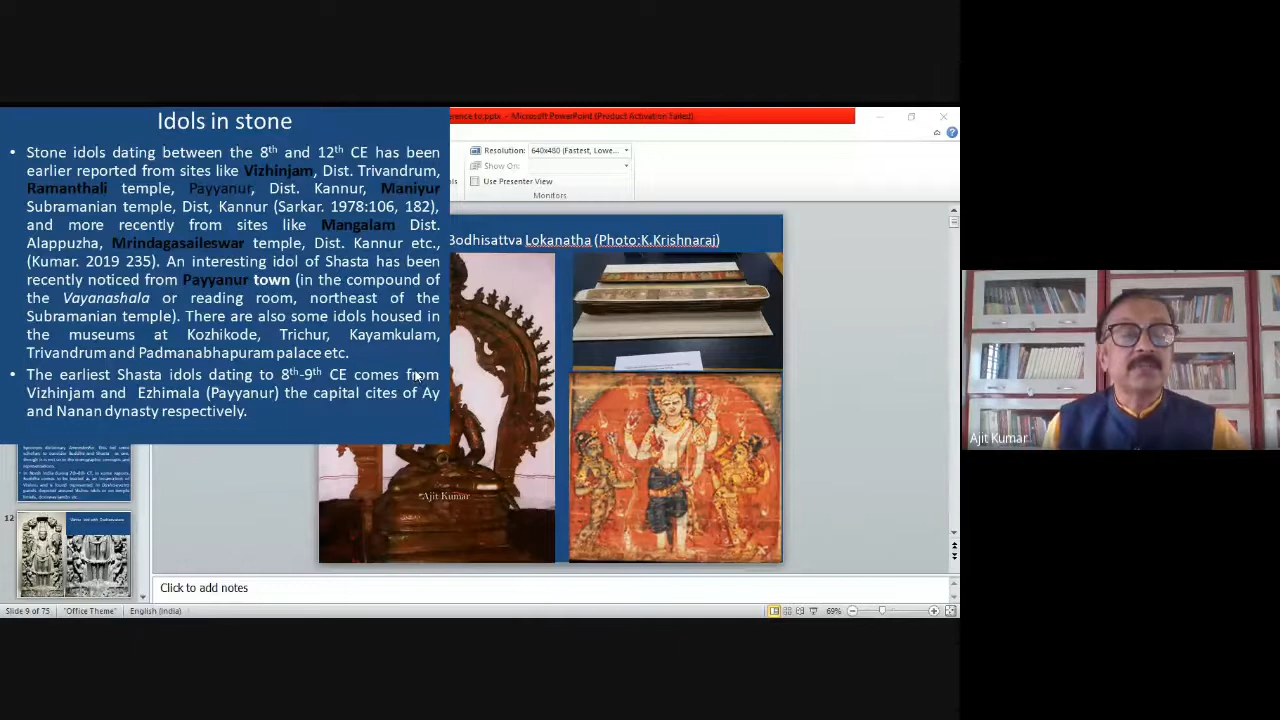 Idols in stone
• Stone idols dating between the 8th and 12th CE has been
earlier reported from sites like Vizhinjam, Dist. Trivandrum,
Ramanthali temple, Payyanur, Dist. Kannur, Maniyur
Subramanian temple, Dist, Kannur (Sarkar. 1978:106, 182),
and more recently from sites like Mangalam Dist.
Alappuzha, Mrindagasaileswar temple, Dist. Kannur etc.,
(Kumar. 2019 235). An interesting idol of Shasta has been
recently noticed from Payyanur town (in the compound of
the Vayanashala or reading room, northeast of the
Subramanian temple). There are also some idols housed in
the museums at Kozhikode, Trichur, Kayamkulam,
Trivandrum and Padmanabhapuram palace etc.
• The earliest Shasta idols dating to 8th-9th CE comes from
Vizhinjam and Ezhimala (Payyanur) the capital cites of Ay
and Nanan dynasty respectively.
to.pptx - Microsoft PowerPoint (Product Activation Failed)
Resolution: 640x480 (Fastest, Lowe...
Show On:
Use Presenter View
Monitors
Bodhisattva Lokanatha (Photo:K.Krishnaraj)
Ajit Kumar
12
Click to add notes
Slide 9 of 75
"Office Theme"
English (India)
69%
Ajit Kumar